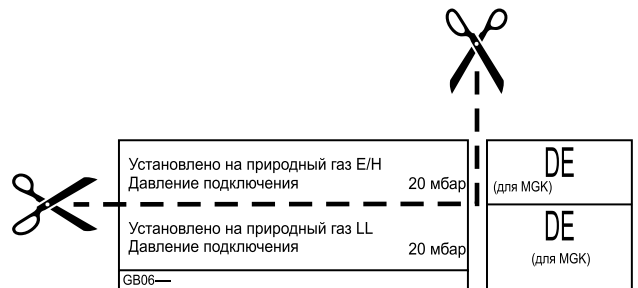 Установлено на природный газ E/H
Давление подключения 20 мбар
Установлено на природный газ LL
Давление подключения 20 мбар
GB06—
DE
(для MGK)
DE
(для MGK)